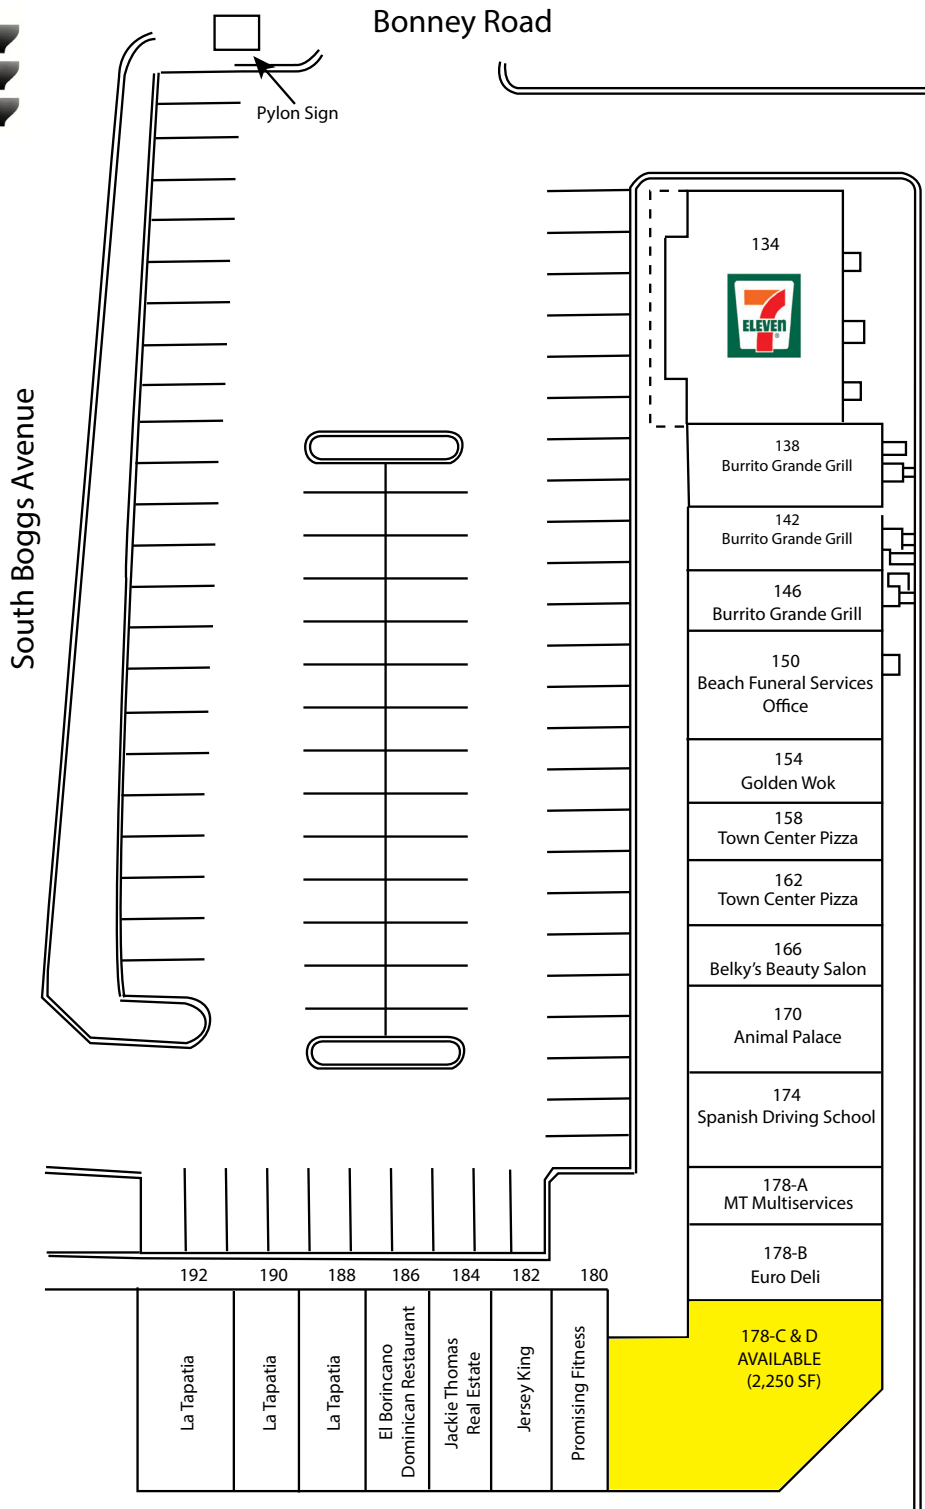 Bonney Road
Pylon Sign
South Boggs Avenue
134
7
ELEVEN
®
138
Burrito Grande Grill
142
Burrito Grande Grill
146
Burrito Grande Grill
150
Beach Funeral Services
Office
154
Golden Wok
158
Town Center Pizza
162
Town Center Pizza
166
Belky's Beauty Salon
170
Animal Palace
174
Spanish Driving School
178-A
MT Multiservices
178-B
Euro Deli
178-C & D
AVAILABLE
(2,250 SF)
192
La Tapatia
190
La Tapatia
188
La Tapatia
186
El Borincano
Dominican Restaurant
184
Jackie Thomas
Real Estate
182
Jersey King
180
Promising Fitness